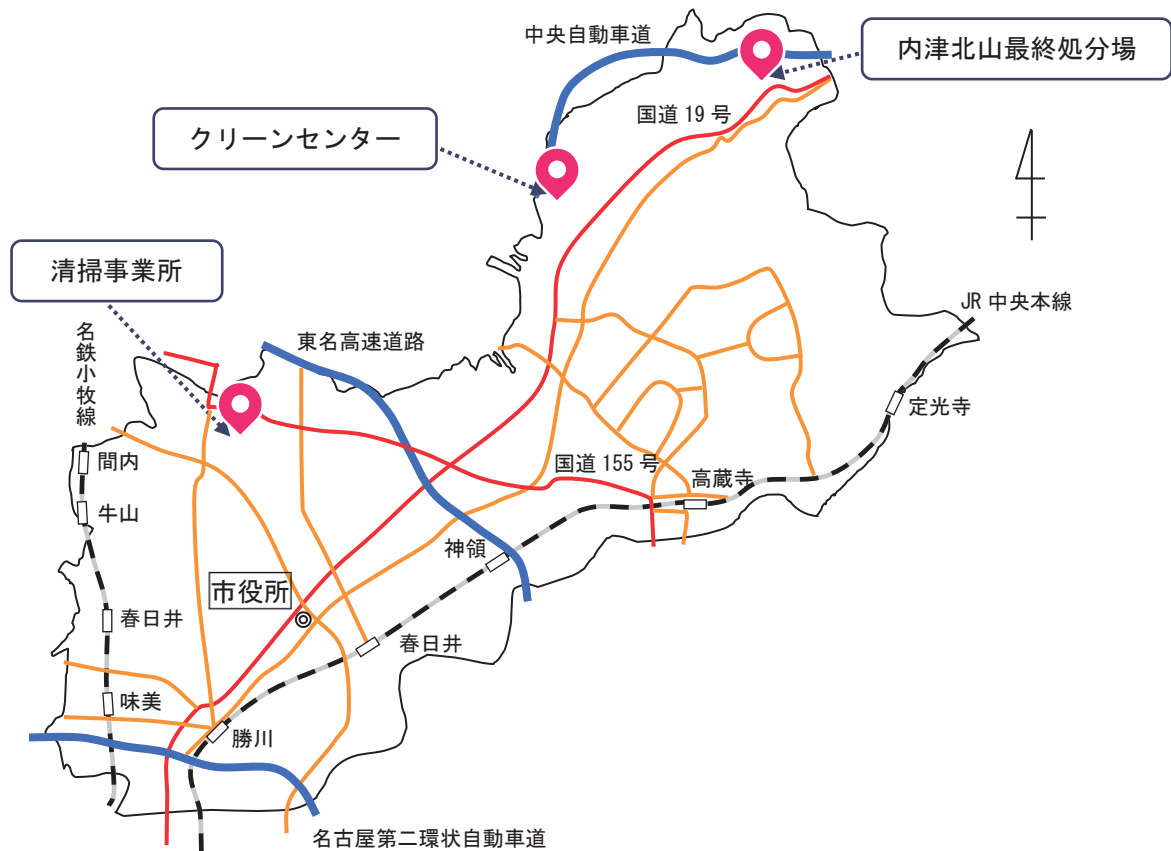 中央自動車道
内津北山最終処分場
国道 19 号
クリーンセンター
清掃事業所
JR 中央本線
名鉄小牧線
東名高速道路
定光寺
間内
国道 155 号
高蔵寺
牛山
神領
市役所
春日井
春日井
味美
勝川
名古屋第二環状自動車道